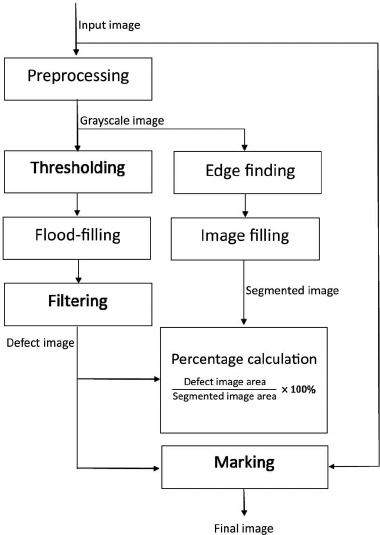 Input image
Preprocessing
Grayscale image
Thresholding
Edge finding
Flood-filling
Image filling
Filtering
Segmented image
Defect image
Percentage calculation
Defect image area
Segmented image area
× 100%
Marking
Final image